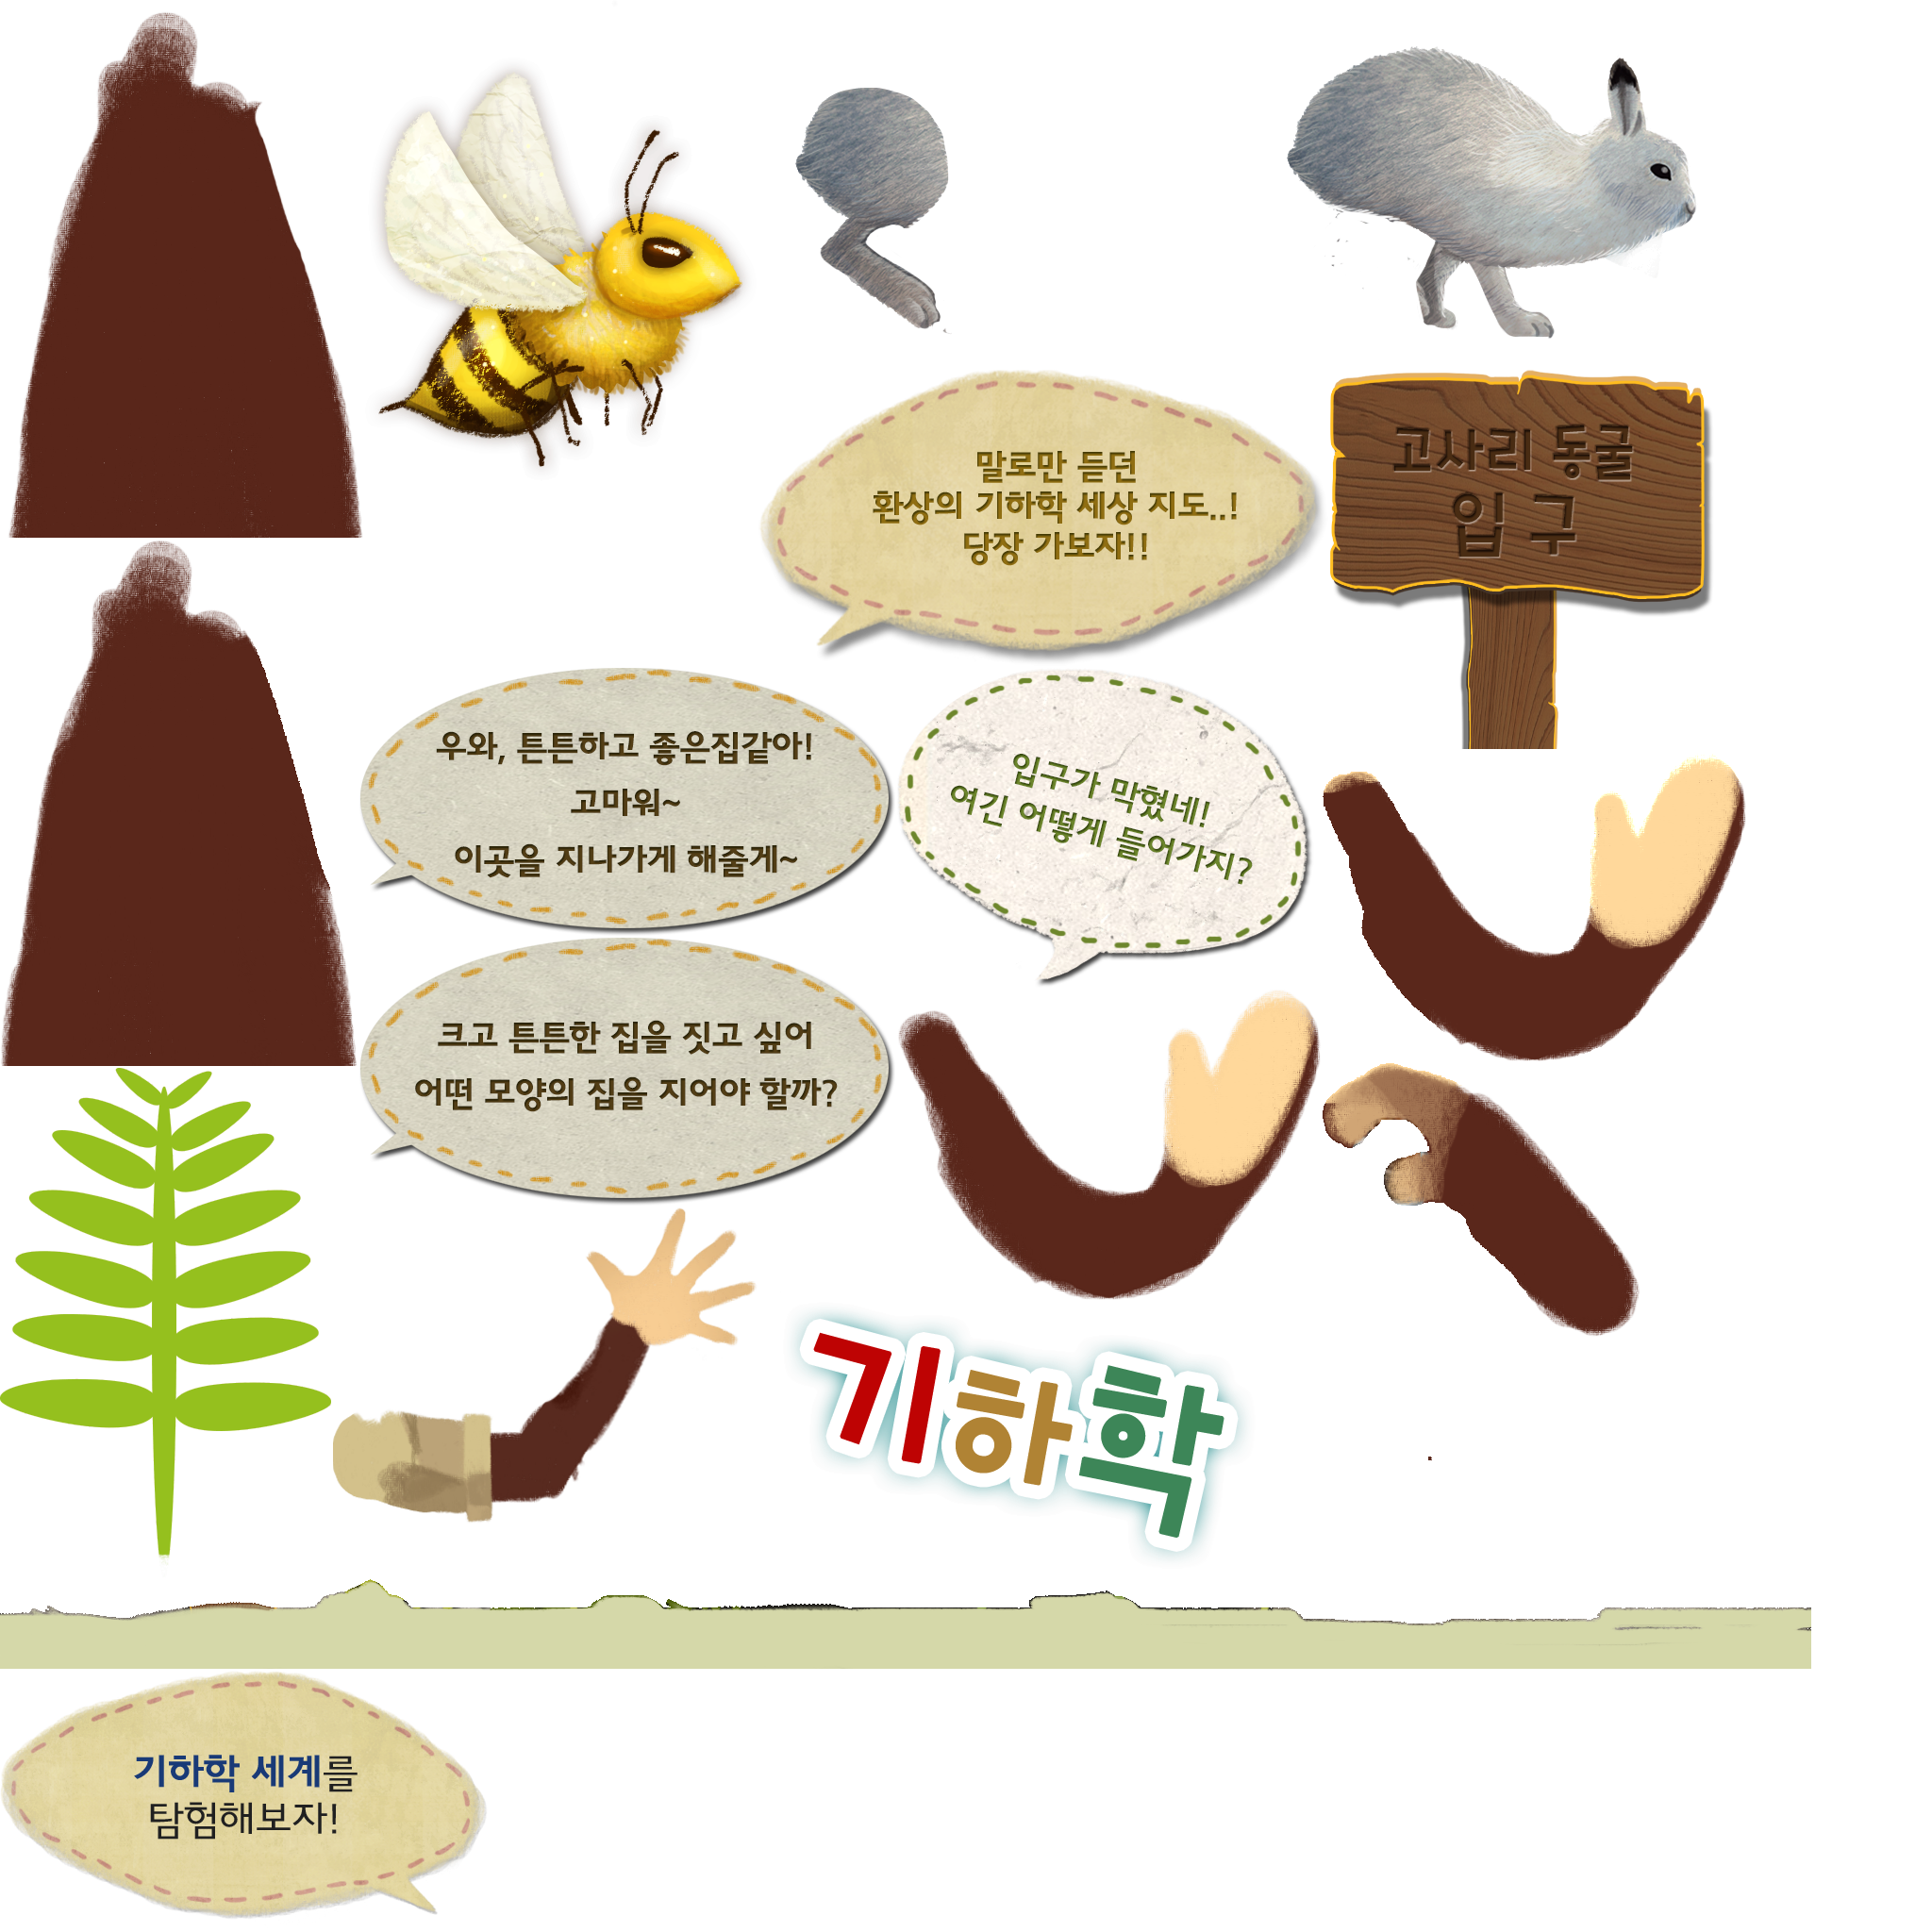 말로만 듣던
환상의 기하학 세상 지도..!
당장 가보자!!
고사리 동굴
입 구
우와, 튼튼하고 좋은집같아!
고마워~
이곳을 지나가게 해줄게~
입구가 막혔네!
여긴 어떻게 들어가지?
크고 튼튼한 집을 짓고 싶어
어떤 모양의 집을 지어야 할까?
기하학
기하학 세계를
탐험해보자!